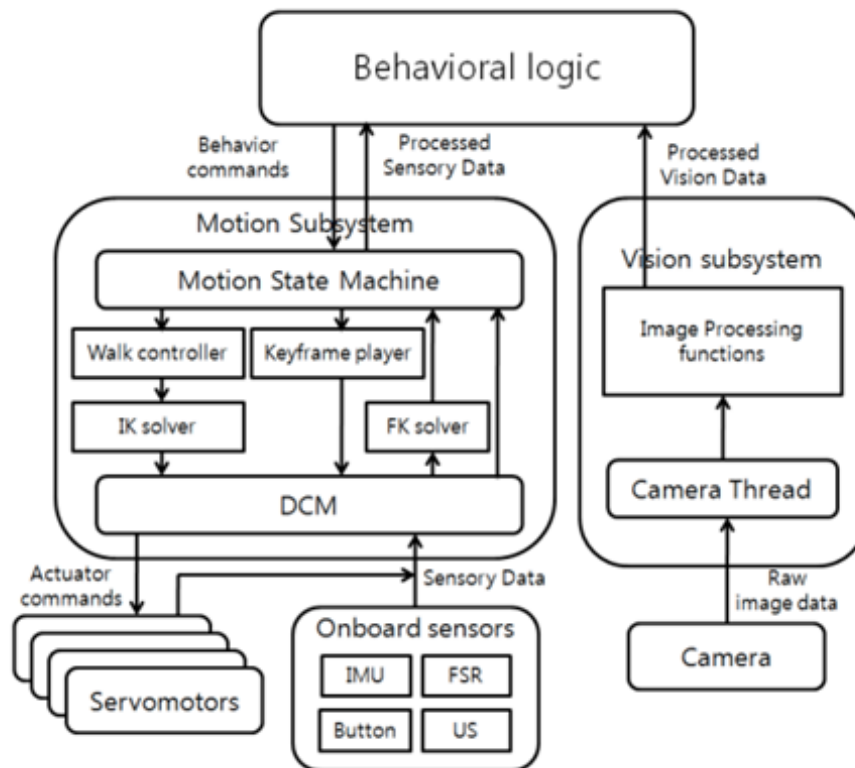 Behavioral logic
Behavior
commands
Processed
Sensory Data
Processed
Vision Data
Motion Subsystem
Motion State Machine
Walk controller
Keyframe player
IK solver
FK solver
DCM
Vision subsystem
Image Processing
functions
Camera Thread
Actuator
commands
Sensory Data
Raw
image data
Servomotors
Onboard sensors
IMU
FSR
Button
US
Camera